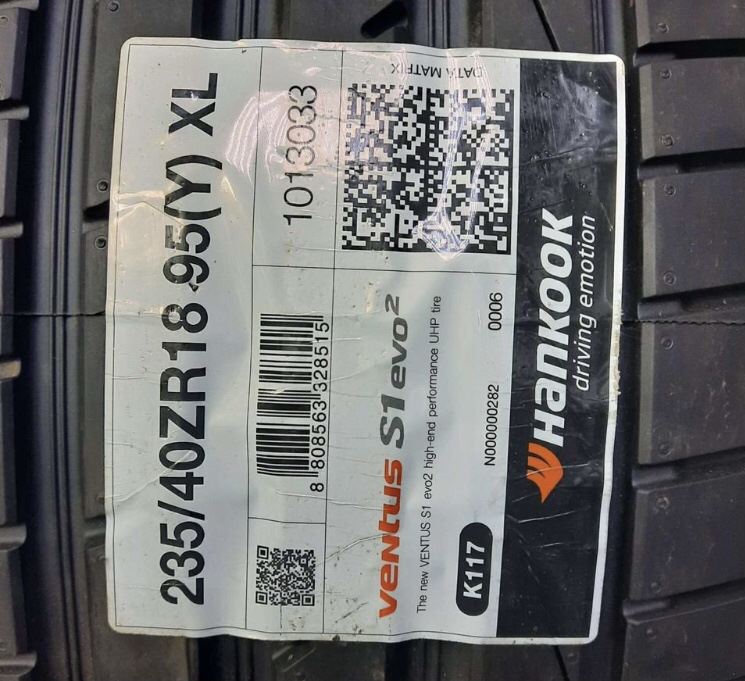 235/40ZR18 95(Y) XL
1013033
8 808563 328515
DATA MATRIX
ventus S1 evo2
The new VENTUS S1 evo2 high-end performance UHP tire
K117
N000000282
0006
Hankook
driving emotion